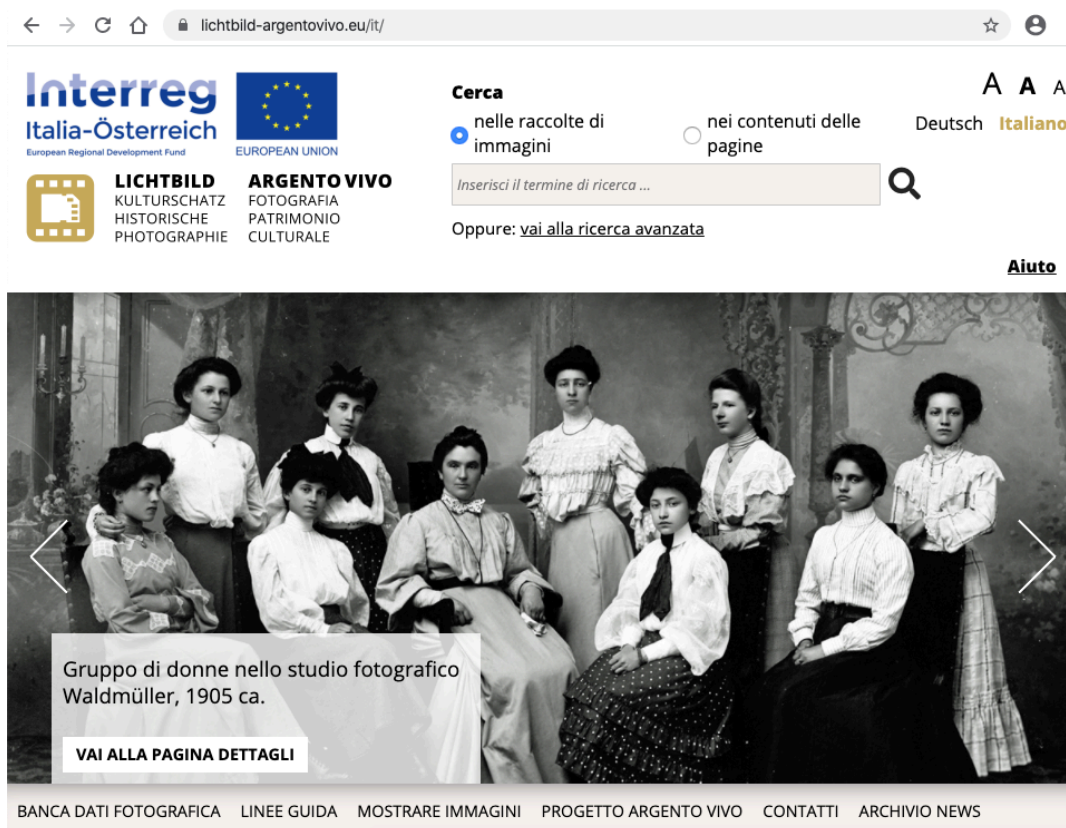 lichtbild-argentovivo.eu/it/
Interreg
Italia-Österreich
European Regional Development Fund
EUROPEAN UNION
LICHTBILD
KULTURSCHATZ
HISTORISCHE
PHOTOGRAPHIE
ARGENTO VIVO
FOTOGRAFIA
PATRIMONIO
CULTURALE
Cerca
nelle raccolte di
immagini
nei contenuti delle
pagine
Inserisci il termine di ricerca ...
Oppure: vai alla ricerca avanzata
A A A
Deutsch Italiano
Aiuto
Gruppo di donne nello studio fotografico
Waldmüller, 1905 ca.
VAI ALLA PAGINA DETTAGLI
BANCA DATI FOTOGRAFICA LINEE GUIDA MOSTRARE IMMAGINI PROGETTO ARGENTO VIVO CONTATTI ARCHIVIO NEWS